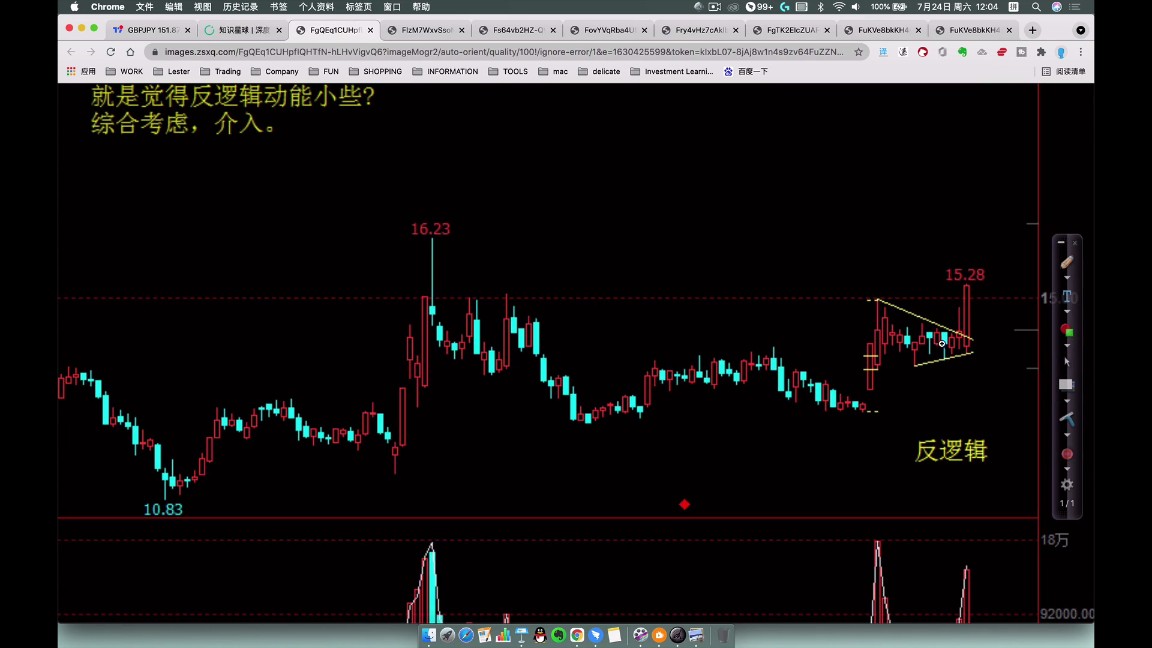 Chrome 文件 编辑 视图 历史记录 书签 个人资料 标签页 窗口 帮助 99+ 100% 7月24日 周六 12:04
GBPJPY 151.8 知识星球 | 深 FgQEq1CUHpf FlzM7WxvSso Fs64vb2HZ-Q FovYVqRba4U Fry4vHz7cAk FgTK2EIcZUA FuKVe8bkKH4 FuKVe8bkKH4
images.zsxq.com/FgQEq1CUHpfIQHTfN-hLHvVigvQ6?imageMogr2/auto-orient/quality/100!/ignore-error/1&e=1630425599&token=kIxbL07-8jAj8w1n4s9zv64FuZZN...
应用 WORK Lester Trading Company FUN SHOPPING INFORMATION TOOLS mac delicate Investment Learni... 百度一下 阅读清单
就是觉得反逻辑动能小些?
综合考虑，介入。
16.23
15.28
反逻辑
10.83
1/1
18万
92000.00